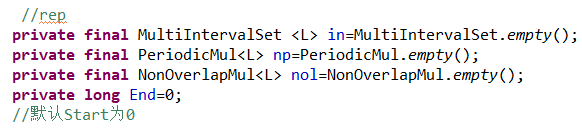 //rep
private final MultiIntervalSet <L> in=MultiIntervalSet.empty();
private final PeriodicMul<L> np=PeriodicMul.empty();
private final NonOverlapMul<L> nol=NonOverlapMul.empty();
private long End=0;
//默认Start为0